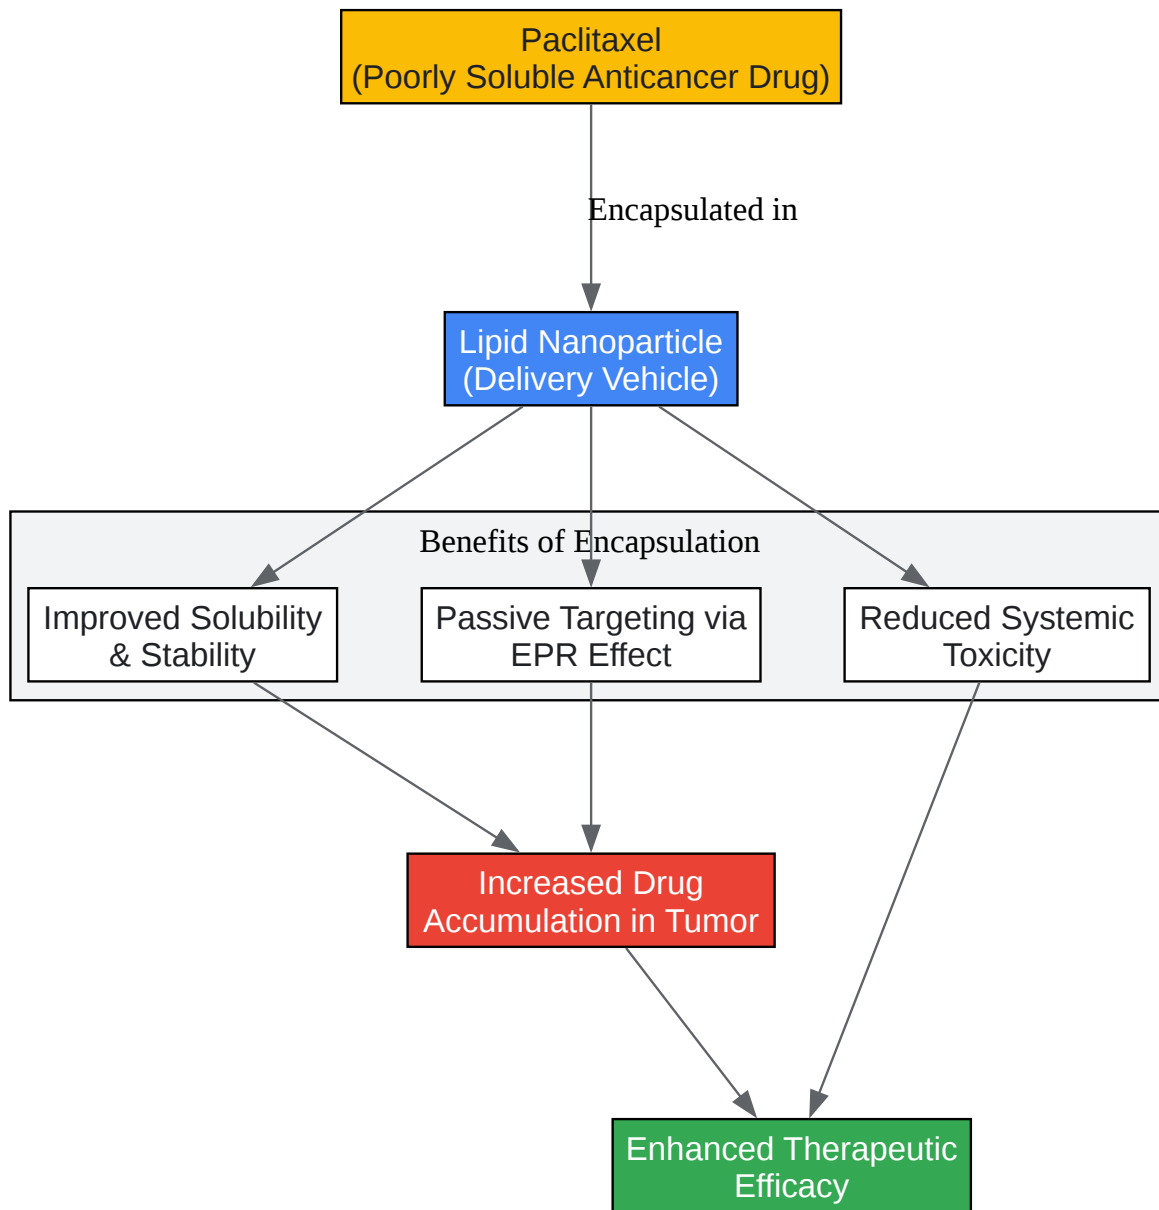 Paclitaxel
(Poorly Soluble Anticancer Drug)
Encapsulated in
Lipid Nanoparticle
(Delivery Vehicle)
Benefits of Encapsulation
Improved Solubility
& Stability
Passive Targeting via
EPR Effect
Reduced Systemic
Toxicity
Increased Drug
Accumulation in Tumor
Enhanced Therapeutic
Efficacy